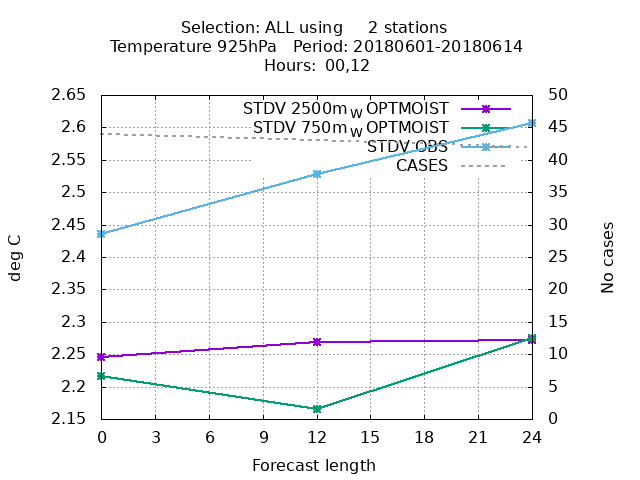 Selection: ALL using 2 stations
Temperature 925hPa Period: 20180601-20180614
Hours: 00,12
2.65 50
STDV 2500m W OPTMOIST
2.6 STDV 750m W OPTMOIST 45
STDV OBS
2.55 CASES 40
2.5 35
2.45 30
2.4 25
2.35 20
2.3 15
2.25 10
2.2 5
2.15 0
0 3 6 9 12 15 18 21 24
deg C
No cases
Forecast length